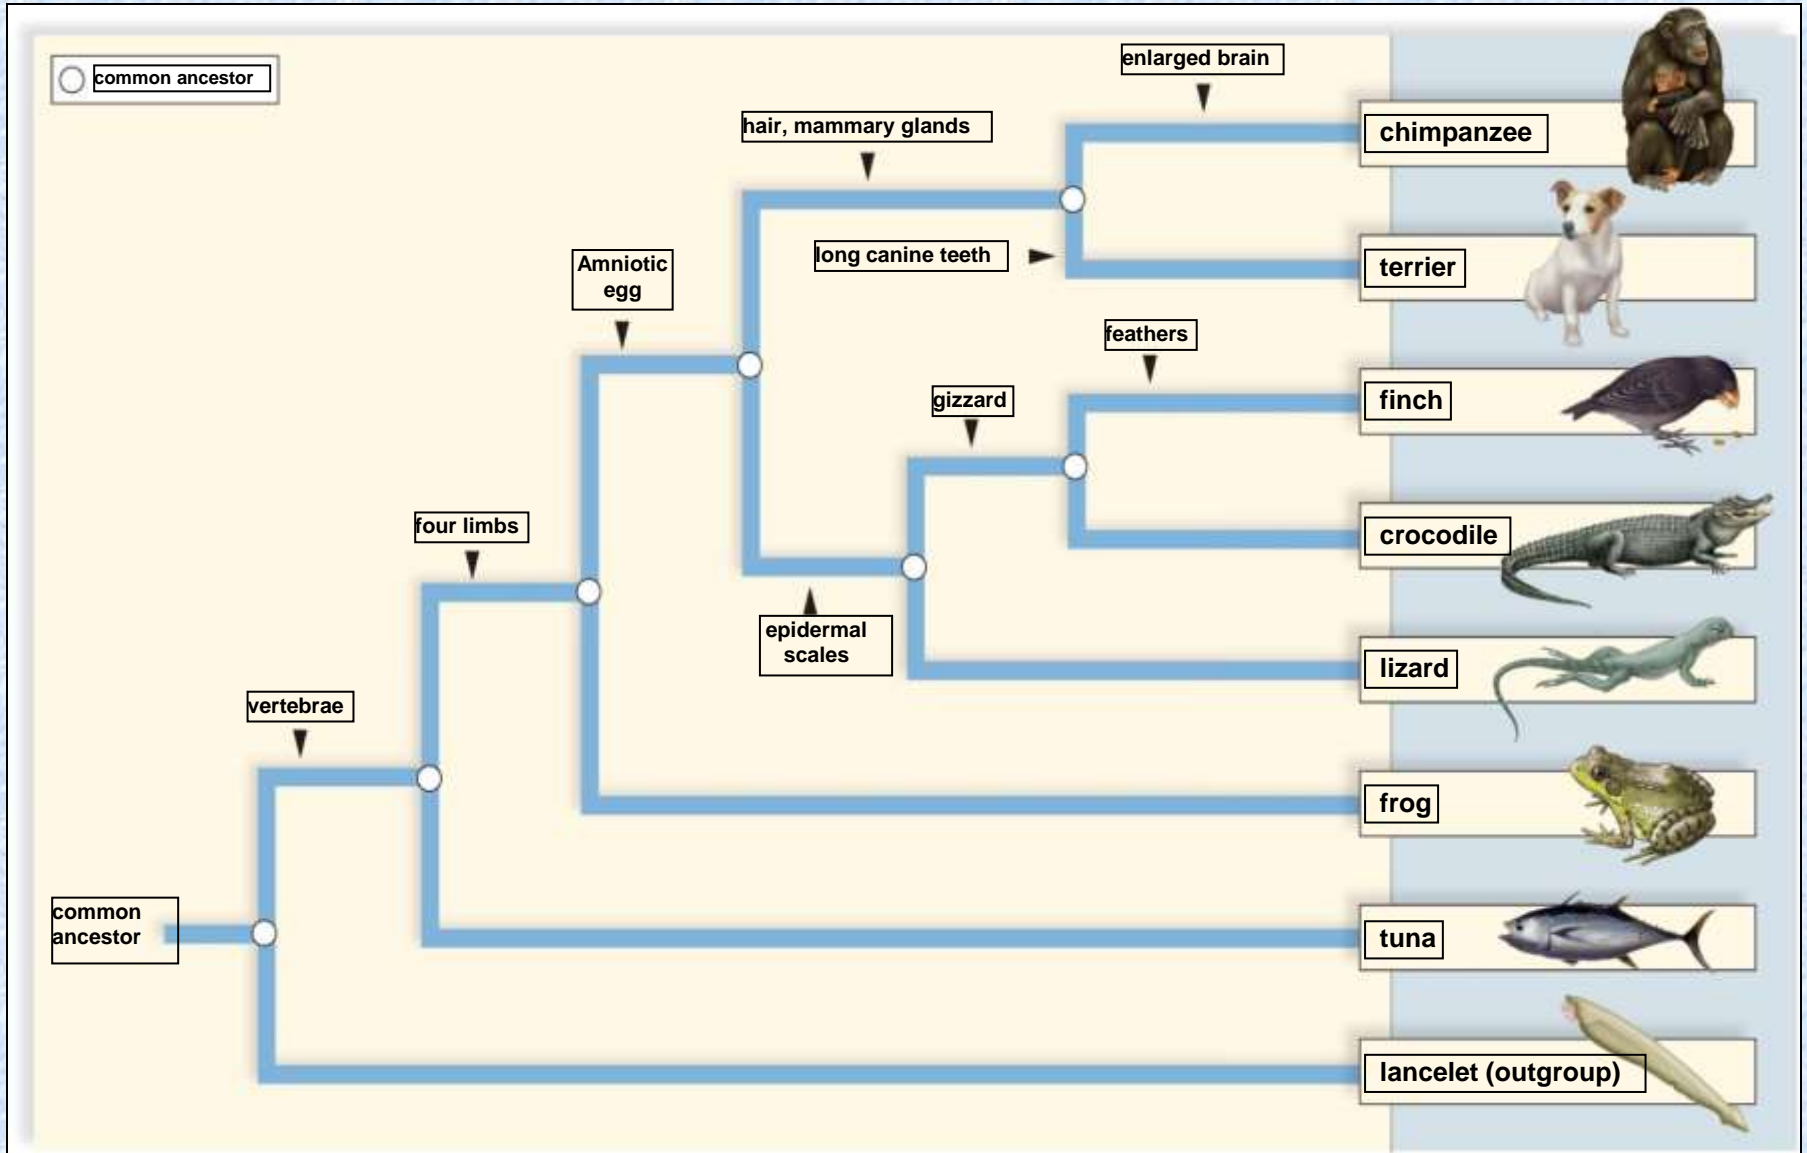 common ancestor
enlarged brain
hair, mammary glands
chimpanzee
long canine teeth
terrier
Amniotic
egg
feathers
gizzard
finch
four limbs
crocodile
epidermal
scales
lizard
vertebrae
frog
common
ancestor
tuna
lancelet (outgroup)